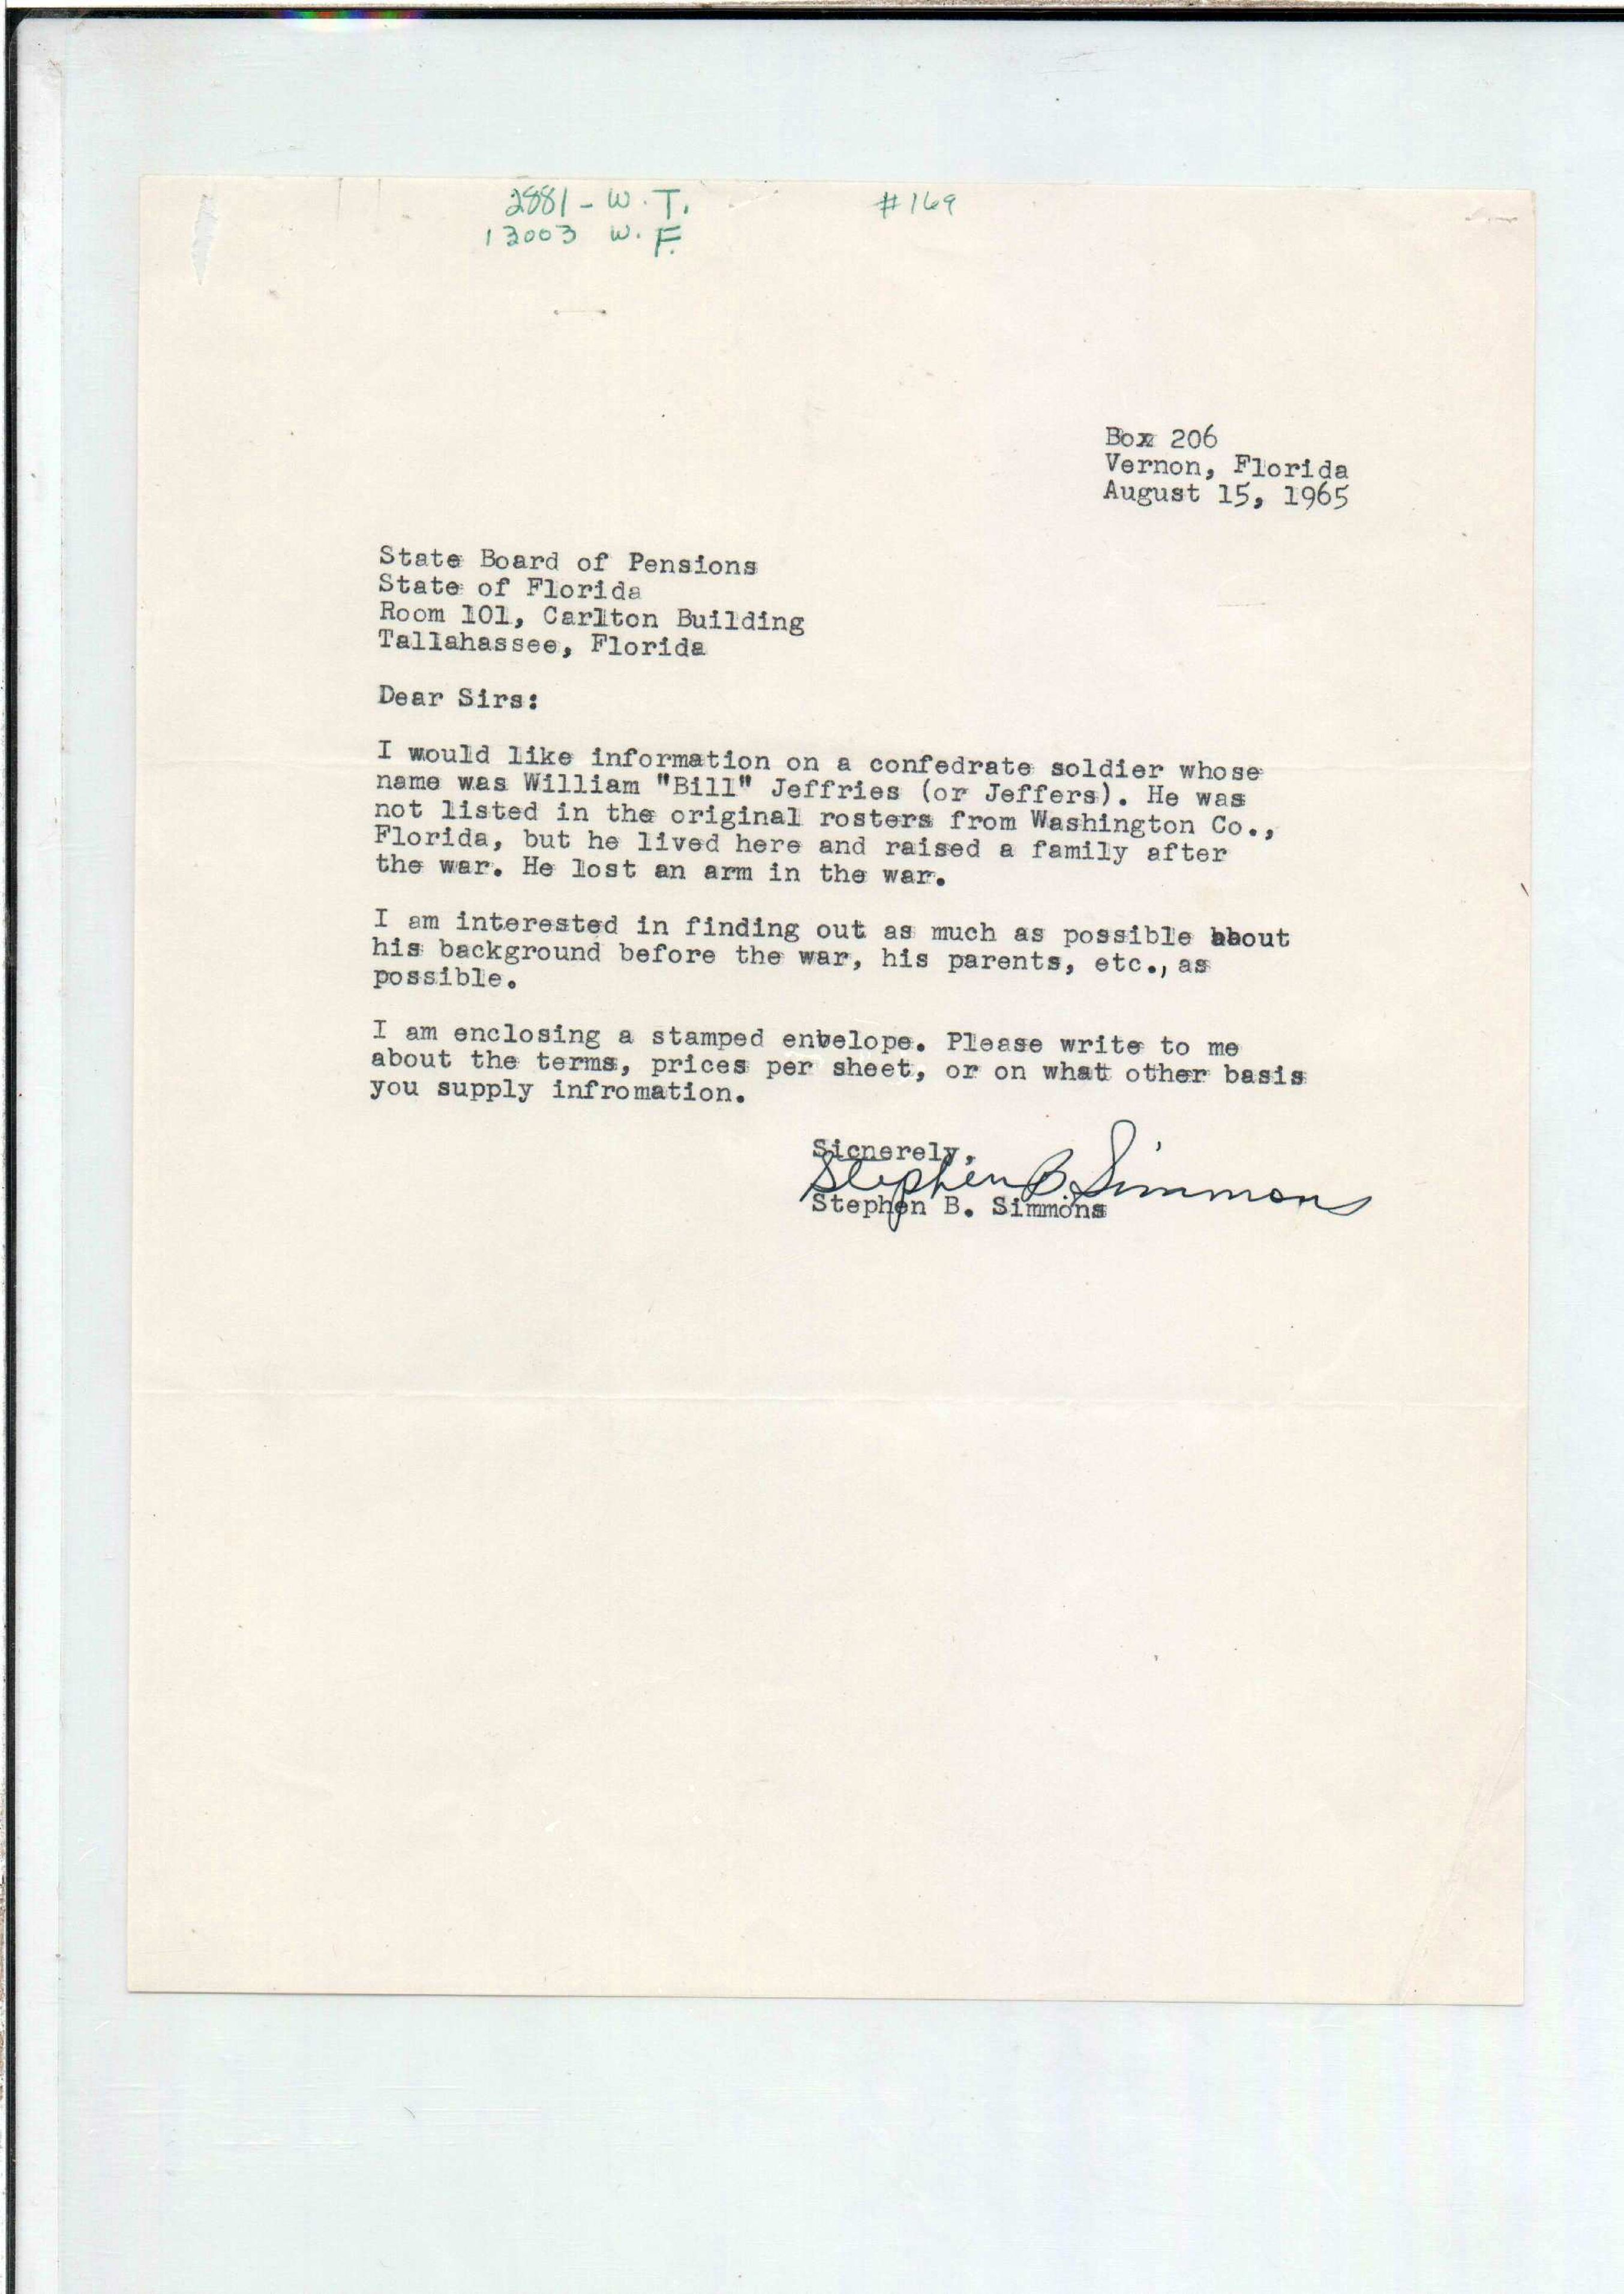 2881 - W. T. #169
13003 W. F.
Box 206
Vernon, Florida
August 15, 1965
State Board of Pensions
State of Florida
Room 101, Carlton Building
Tallahassee, Florida
Dear Sirs:
I would like information on a confedrate soldier whose
name was William "Bill" Jeffries (or Jeffers). He was
not listed in the original rosters from Washington Co.,
Florida, but he lived here and raised a family after
the war. He lost an arm in the war.
I am interested in finding out as much as possible about
his background before the war, his parents, etc., as
possible.
I am enclosing a stamped envelope. Please write to me
about the terms, prices per sheet, or on what other basis
you supply infromation.
Sicnerely,
Stephen B. Simmons
Stephen B. Simmons